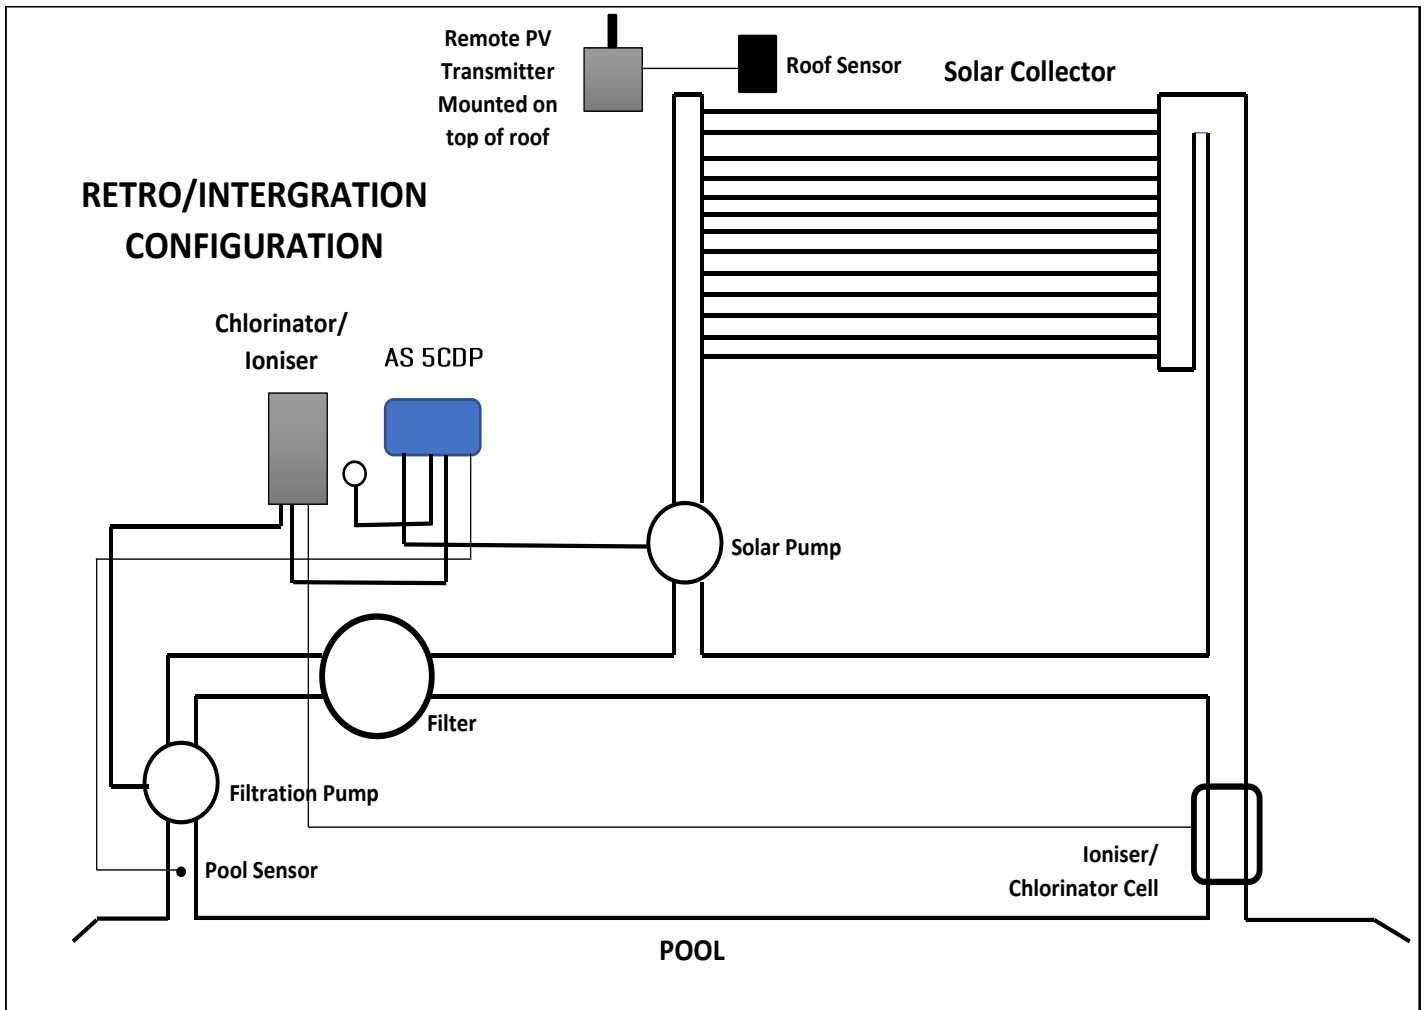 Remote PV
Transmitter
Mounted on
top of roof
Roof Sensor
Solar Collector
RETRO/INTERGRATION
CONFIGURATION
Chlorinator/
Ioniser
AS 5CDP
Solar Pump
Filter
Filtration Pump
Pool Sensor
Ioniser/
Chlorinator Cell
POOL